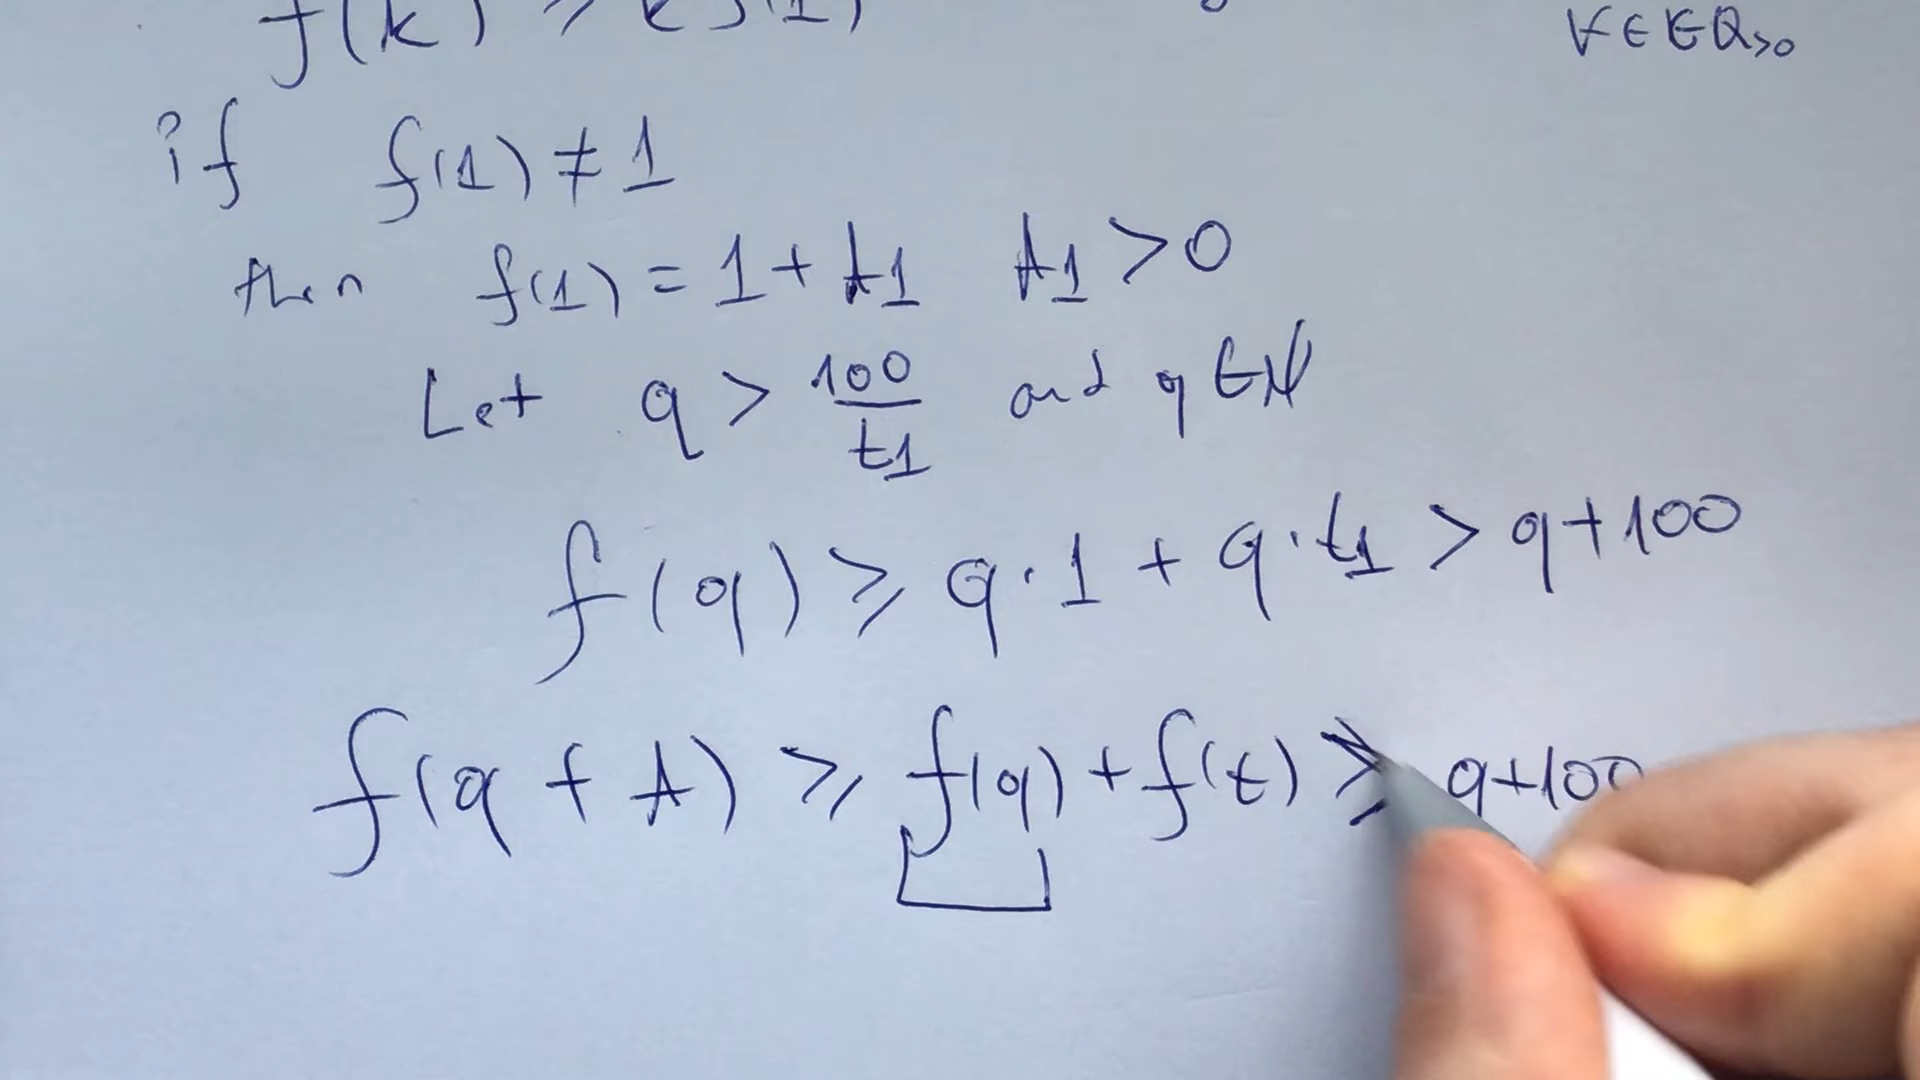 f(k) ≥ k f(1) ∀ E ∈ Q>0
if f(1) ≠ 1
then f(1) = 1 + t1 t1 > 0
Let q > 100/t1 and q ∈ N
f(q) ≥ q · 1 + q · t1 > q + 100
f(q + t) ≥ f(q) + f(t) ≥ q + 100